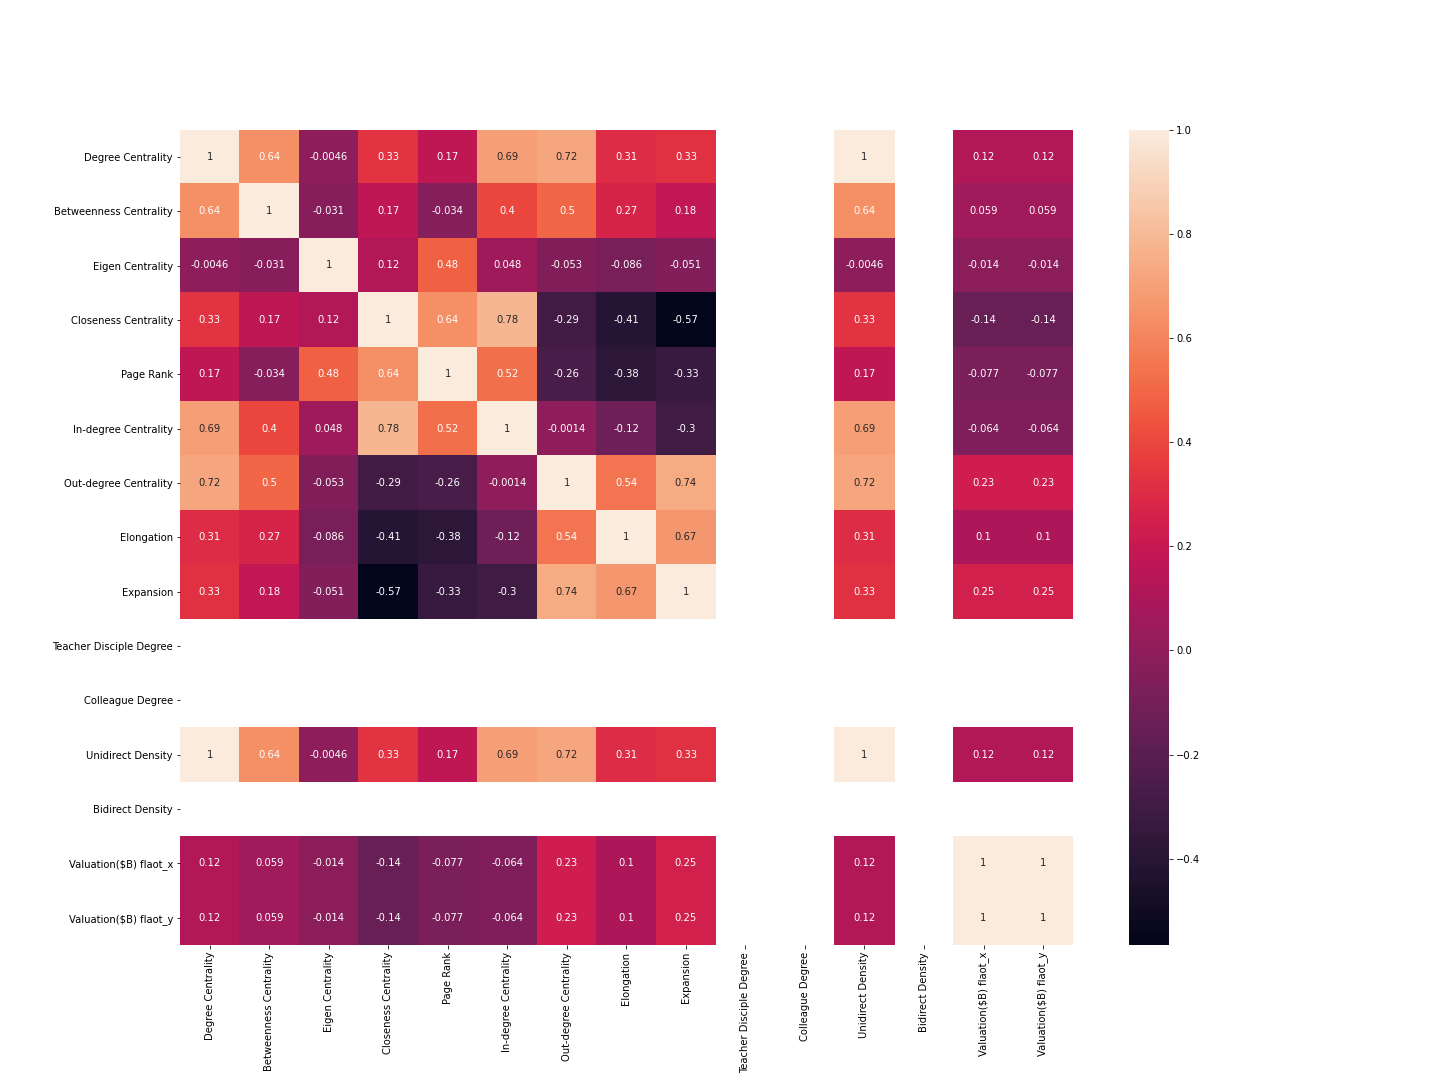 1.0
Degree Centrality 1 0.64 -0.0046 0.33 0.17 0.69 0.72 0.31 0.33 1 0.12 0.12
Betweenness Centrality 0.64 1 -0.031 0.17 -0.034 0.4 0.5 0.27 0.18 0.64 0.059 0.059
0.8
Eigen Centrality -0.0046 -0.031 1 0.12 0.48 0.048 -0.053 -0.086 -0.051 -0.0046 -0.014 -0.014
Closeness Centrality 0.33 0.17 0.12 1 0.64 0.78 -0.29 -0.41 -0.57 0.33 -0.14 -0.14
0.6
Page Rank 0.17 -0.034 0.48 0.64 1 0.52 -0.26 -0.38 -0.33 0.17 -0.077 -0.077
In-degree Centrality 0.69 0.4 0.048 0.78 0.52 1 -0.0014 -0.12 -0.3 0.69 -0.064 -0.064
0.4
Out-degree Centrality 0.72 0.5 -0.053 -0.29 -0.26 -0.0014 1 0.54 0.74 0.72 0.23 0.23
Elongation 0.31 0.27 -0.086 -0.41 -0.38 -0.12 0.54 1 0.67 0.31 0.1 0.1
0.2
Expansion 0.33 0.18 -0.051 -0.57 -0.33 -0.3 0.74 0.67 1 0.33 0.25 0.25
Teacher Disciple Degree
0.0
Colleague Degree
Unidirect Density 1 0.64 -0.0046 0.33 0.17 0.69 0.72 0.31 0.33 1 0.12 0.12
−0.2
Bidirect Density
Valuation($B) flaot_x 0.12 0.059 -0.014 -0.14 -0.077 -0.064 0.23 0.1 0.25 0.12 1 1
−0.4
Valuation($B) flaot_y 0.12 0.059 -0.014 -0.14 -0.077 -0.064 0.23 0.1 0.25 0.12 1 1
Degree Centrality
Betweenness Centrality
Eigen Centrality
Closeness Centrality
Page Rank
In-degree Centrality
Out-degree Centrality
Elongation
Expansion
Teacher Disciple Degree
Colleague Degree
Unidirect Density
Bidirect Density
Valuation($B) flaot_x
Valuation($B) flaot_y